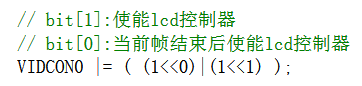 // bit[1]:使能lcd控制器
// bit[0]:当前帧结束后使能lcd控制器
VIDCON0 |= ( (1<<0)|(1<<1) );